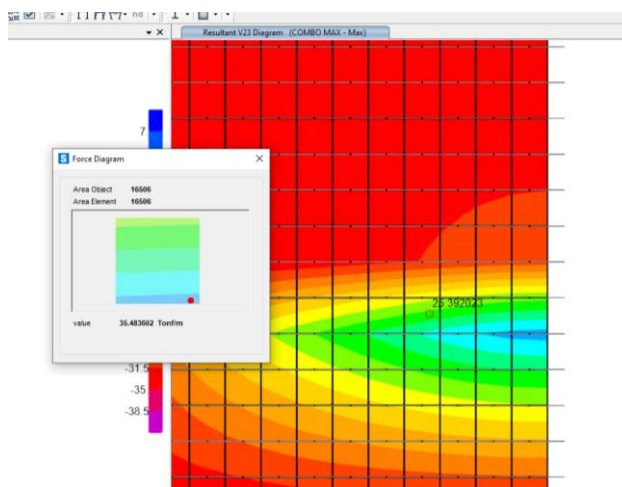 Resultant V23 Diagram (COMBO MAX - Max)
7
Force Diagram
Area Object 16506
Area Element 16506
value 35.483602 Tonf/m
25.392023
-31.5
-35
-38.5